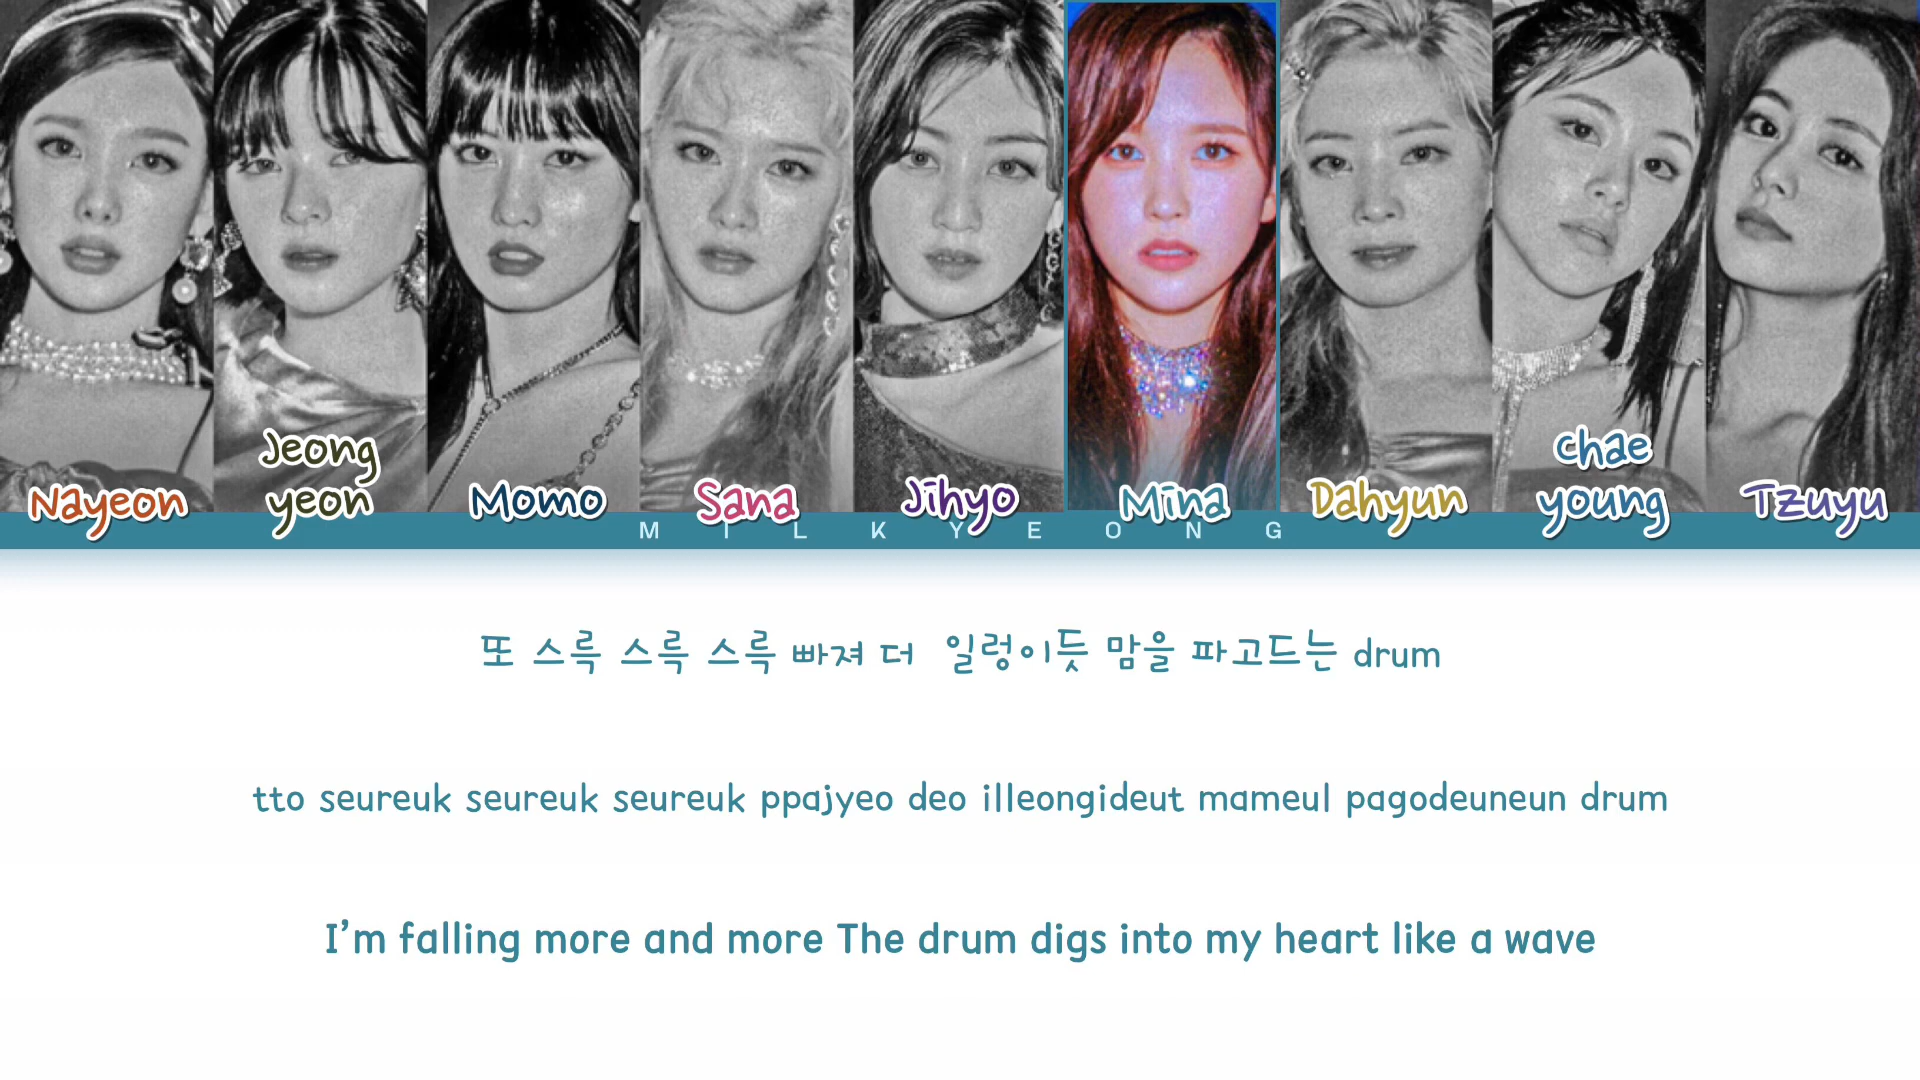 Nayeon
Jeong
yeon
Momo
Sana
Jihyo
Mina
Dahyun
chae
young
Tzuyu
MILKYEONG
또 스륵 스륵 스륵 빠져 더 일렁이듯 맘을 파고드는 drum
tto seureuk seureuk seureuk ppajyeo deo illeongideut mameul pagodeuneun drum
I'm falling more and more The drum digs into my heart like a wave